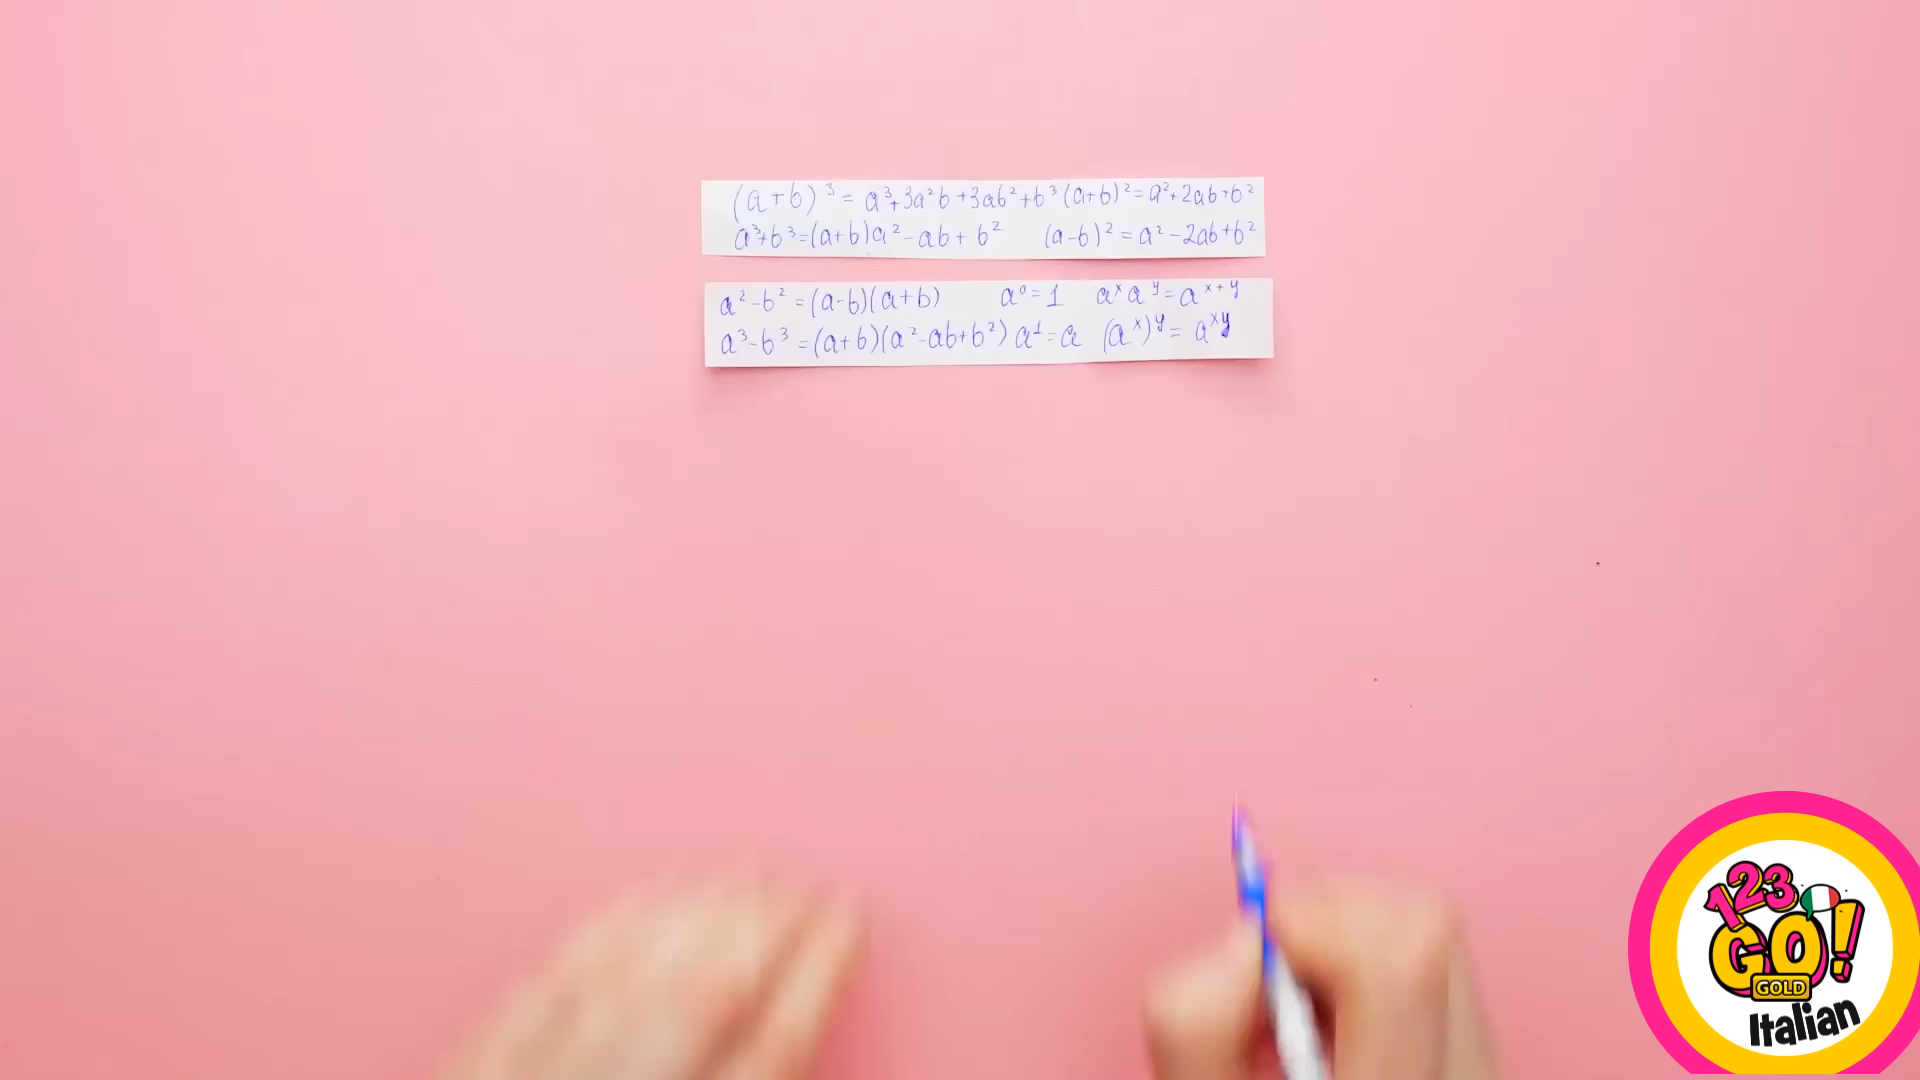 (a+b)³ = a³+3a²b+3ab²+b³ (a+b)²=a²+2ab+b²
a³+b³=(a+b)a²-ab+b² (a-b)²=a²-2ab+b²
a²-b²=(a-b)(a+b) a⁰=1 aˣaʸ=aˣ⁺ʸ
a³-b³=(a+b)(a²-ab+b²) a¹=a (aˣ)ʸ=aˣʸ
123
GO!
GOLD
Italian